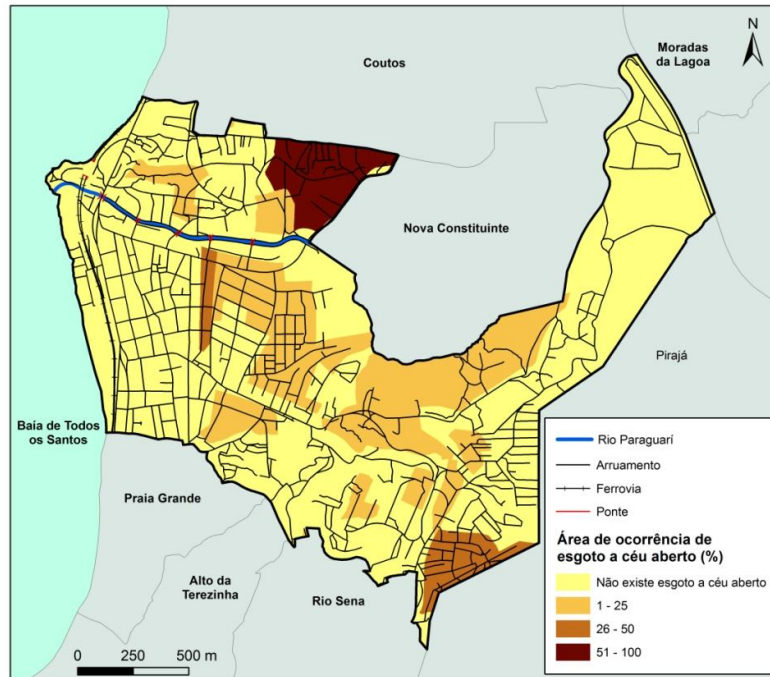 N
Moradas
da Lagoa
Coutos
Nova Constituinte
Pirajá
Baía de Todos
os Santos
Praia Grande
Alto da
Terezinha
Rio Sena
0 250 500 m
Rio Paraguarí
Arruamento
Ferrovia
Ponte
Área de ocorrência de
esgoto a céu aberto (%)
Não existe esgoto a céu aberto
1 - 25
26 - 50
51 - 100